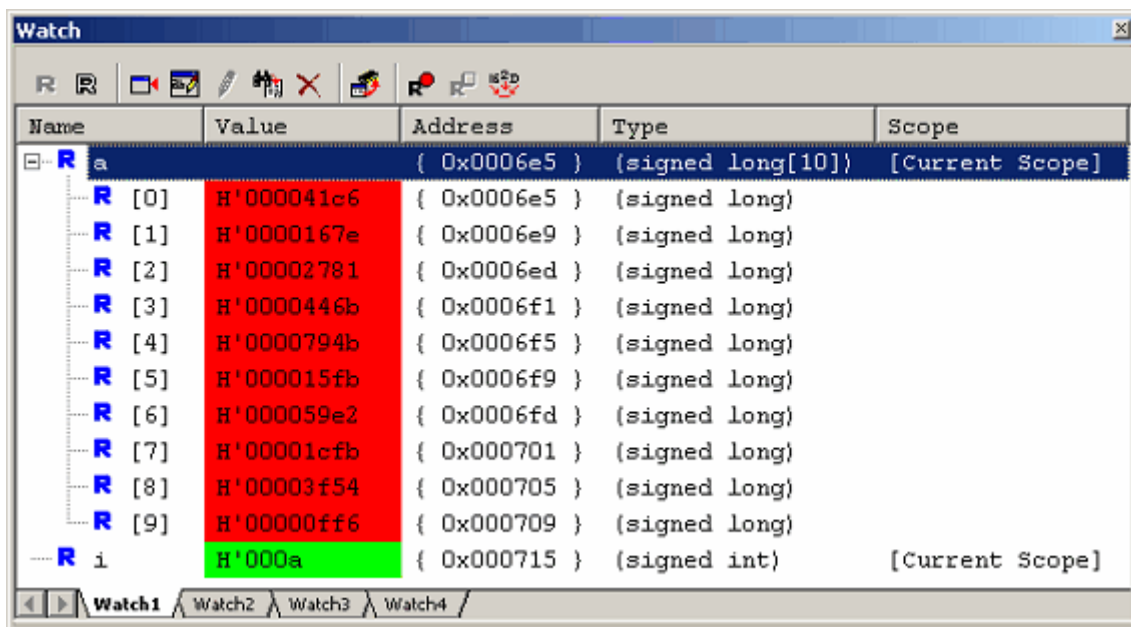 Watch
Name Value Address Type Scope
R a { 0x0006e5 } (signed long[10]) [Current Scope]
R [0] H'000041c6 { 0x0006e5 } (signed long)
R [1] H'0000167e { 0x0006e9 } (signed long)
R [2] H'00002781 { 0x0006ed } (signed long)
R [3] H'0000446b { 0x0006f1 } (signed long)
R [4] H'0000794b { 0x0006f5 } (signed long)
R [5] H'000015fb { 0x0006f9 } (signed long)
R [6] H'000059e2 { 0x0006fd } (signed long)
R [7] H'00001cfb { 0x000701 } (signed long)
R [8] H'00003f54 { 0x000705 } (signed long)
R [9] H'00000ff6 { 0x000709 } (signed long)
R i H'000a { 0x000715 } (signed int) [Current Scope]
Watch1 Watch2 Watch3 Watch4